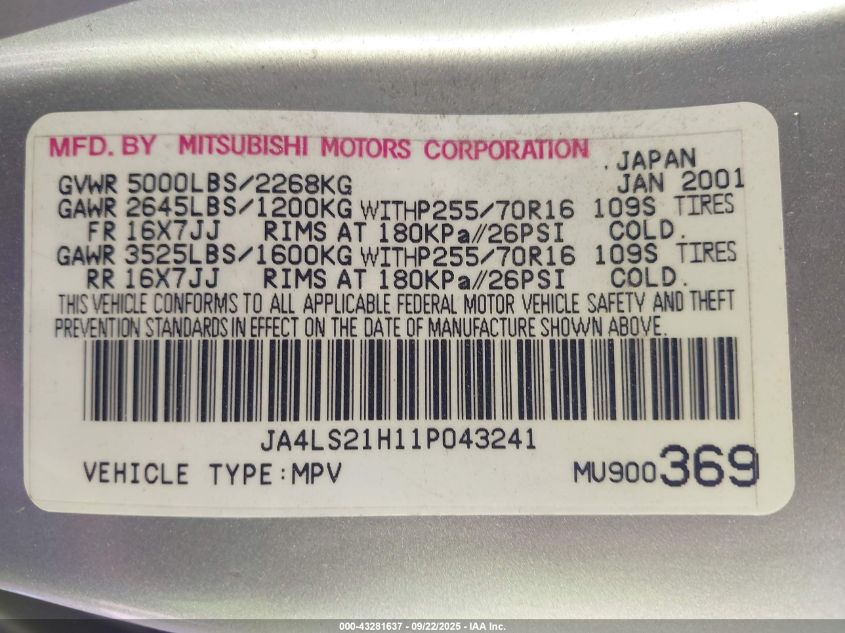 MFD. BY MITSUBISHI MOTORS CORPORATION . JAPAN
GVWR 5000LBS/2268KG JAN 2001
GAWR 2645LBS/1200KG WITHP255/70R16 109S TIRES
FR 16X7JJ RIMS AT 180KPa//26PSI COLD.
GAWR 3525LBS/1600KG WITHP255/70R16 109S TIRES
RR 16X7JJ RIMS AT 180KPa//26PSI COLD.
THIS VEHICLE CONFORMS TO ALL APPLICABLE FEDERAL MOTOR VEHICLE SAFETY AND THEFT
PREVENTION STANDARDS IN EFFECT ON THE DATE OF MANUFACTURE SHOWN ABOVE.
JA4LS21H11P043241
VEHICLE TYPE:MPV MU900369
000-43281637 - 09/22/2025 - IAA Inc.